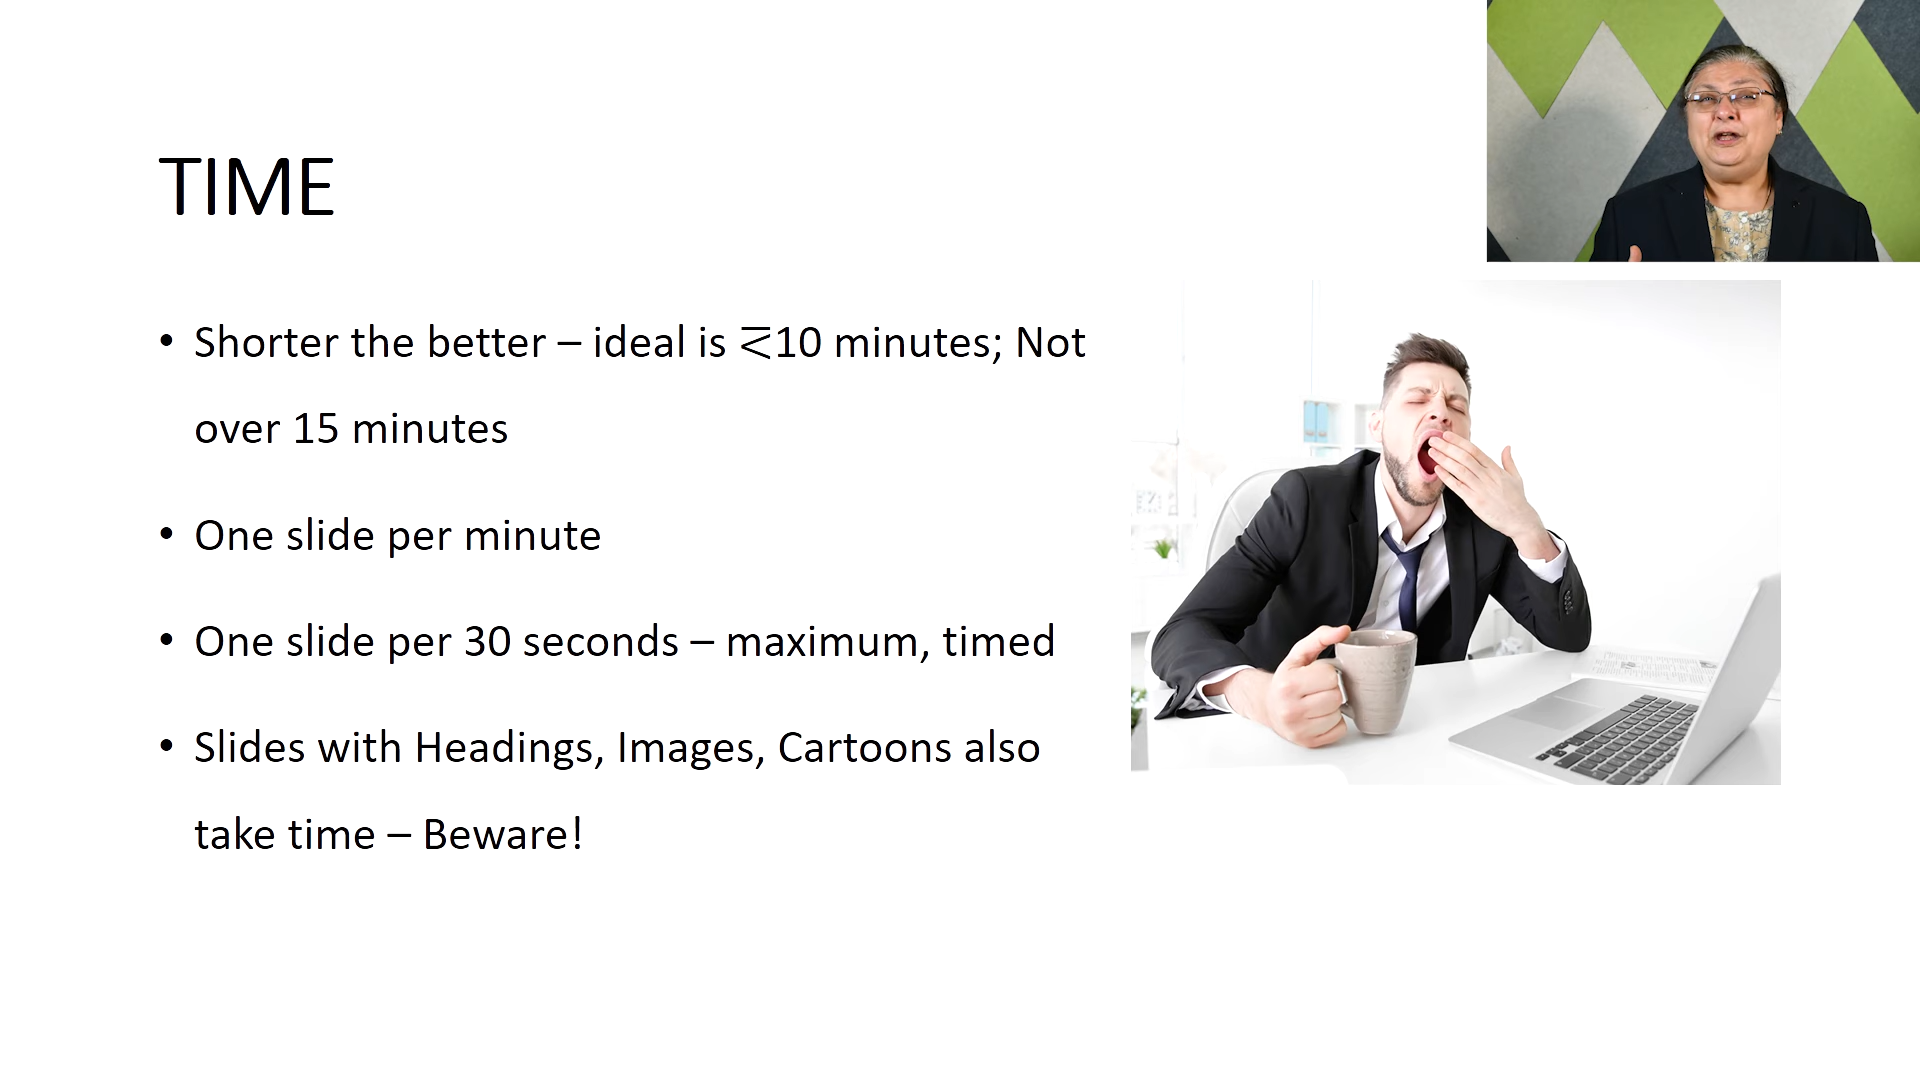 TIME
• Shorter the better – ideal is ⋜10 minutes; Not
over 15 minutes
• One slide per minute
• One slide per 30 seconds – maximum, timed
• Slides with Headings, Images, Cartoons also
take time – Beware!